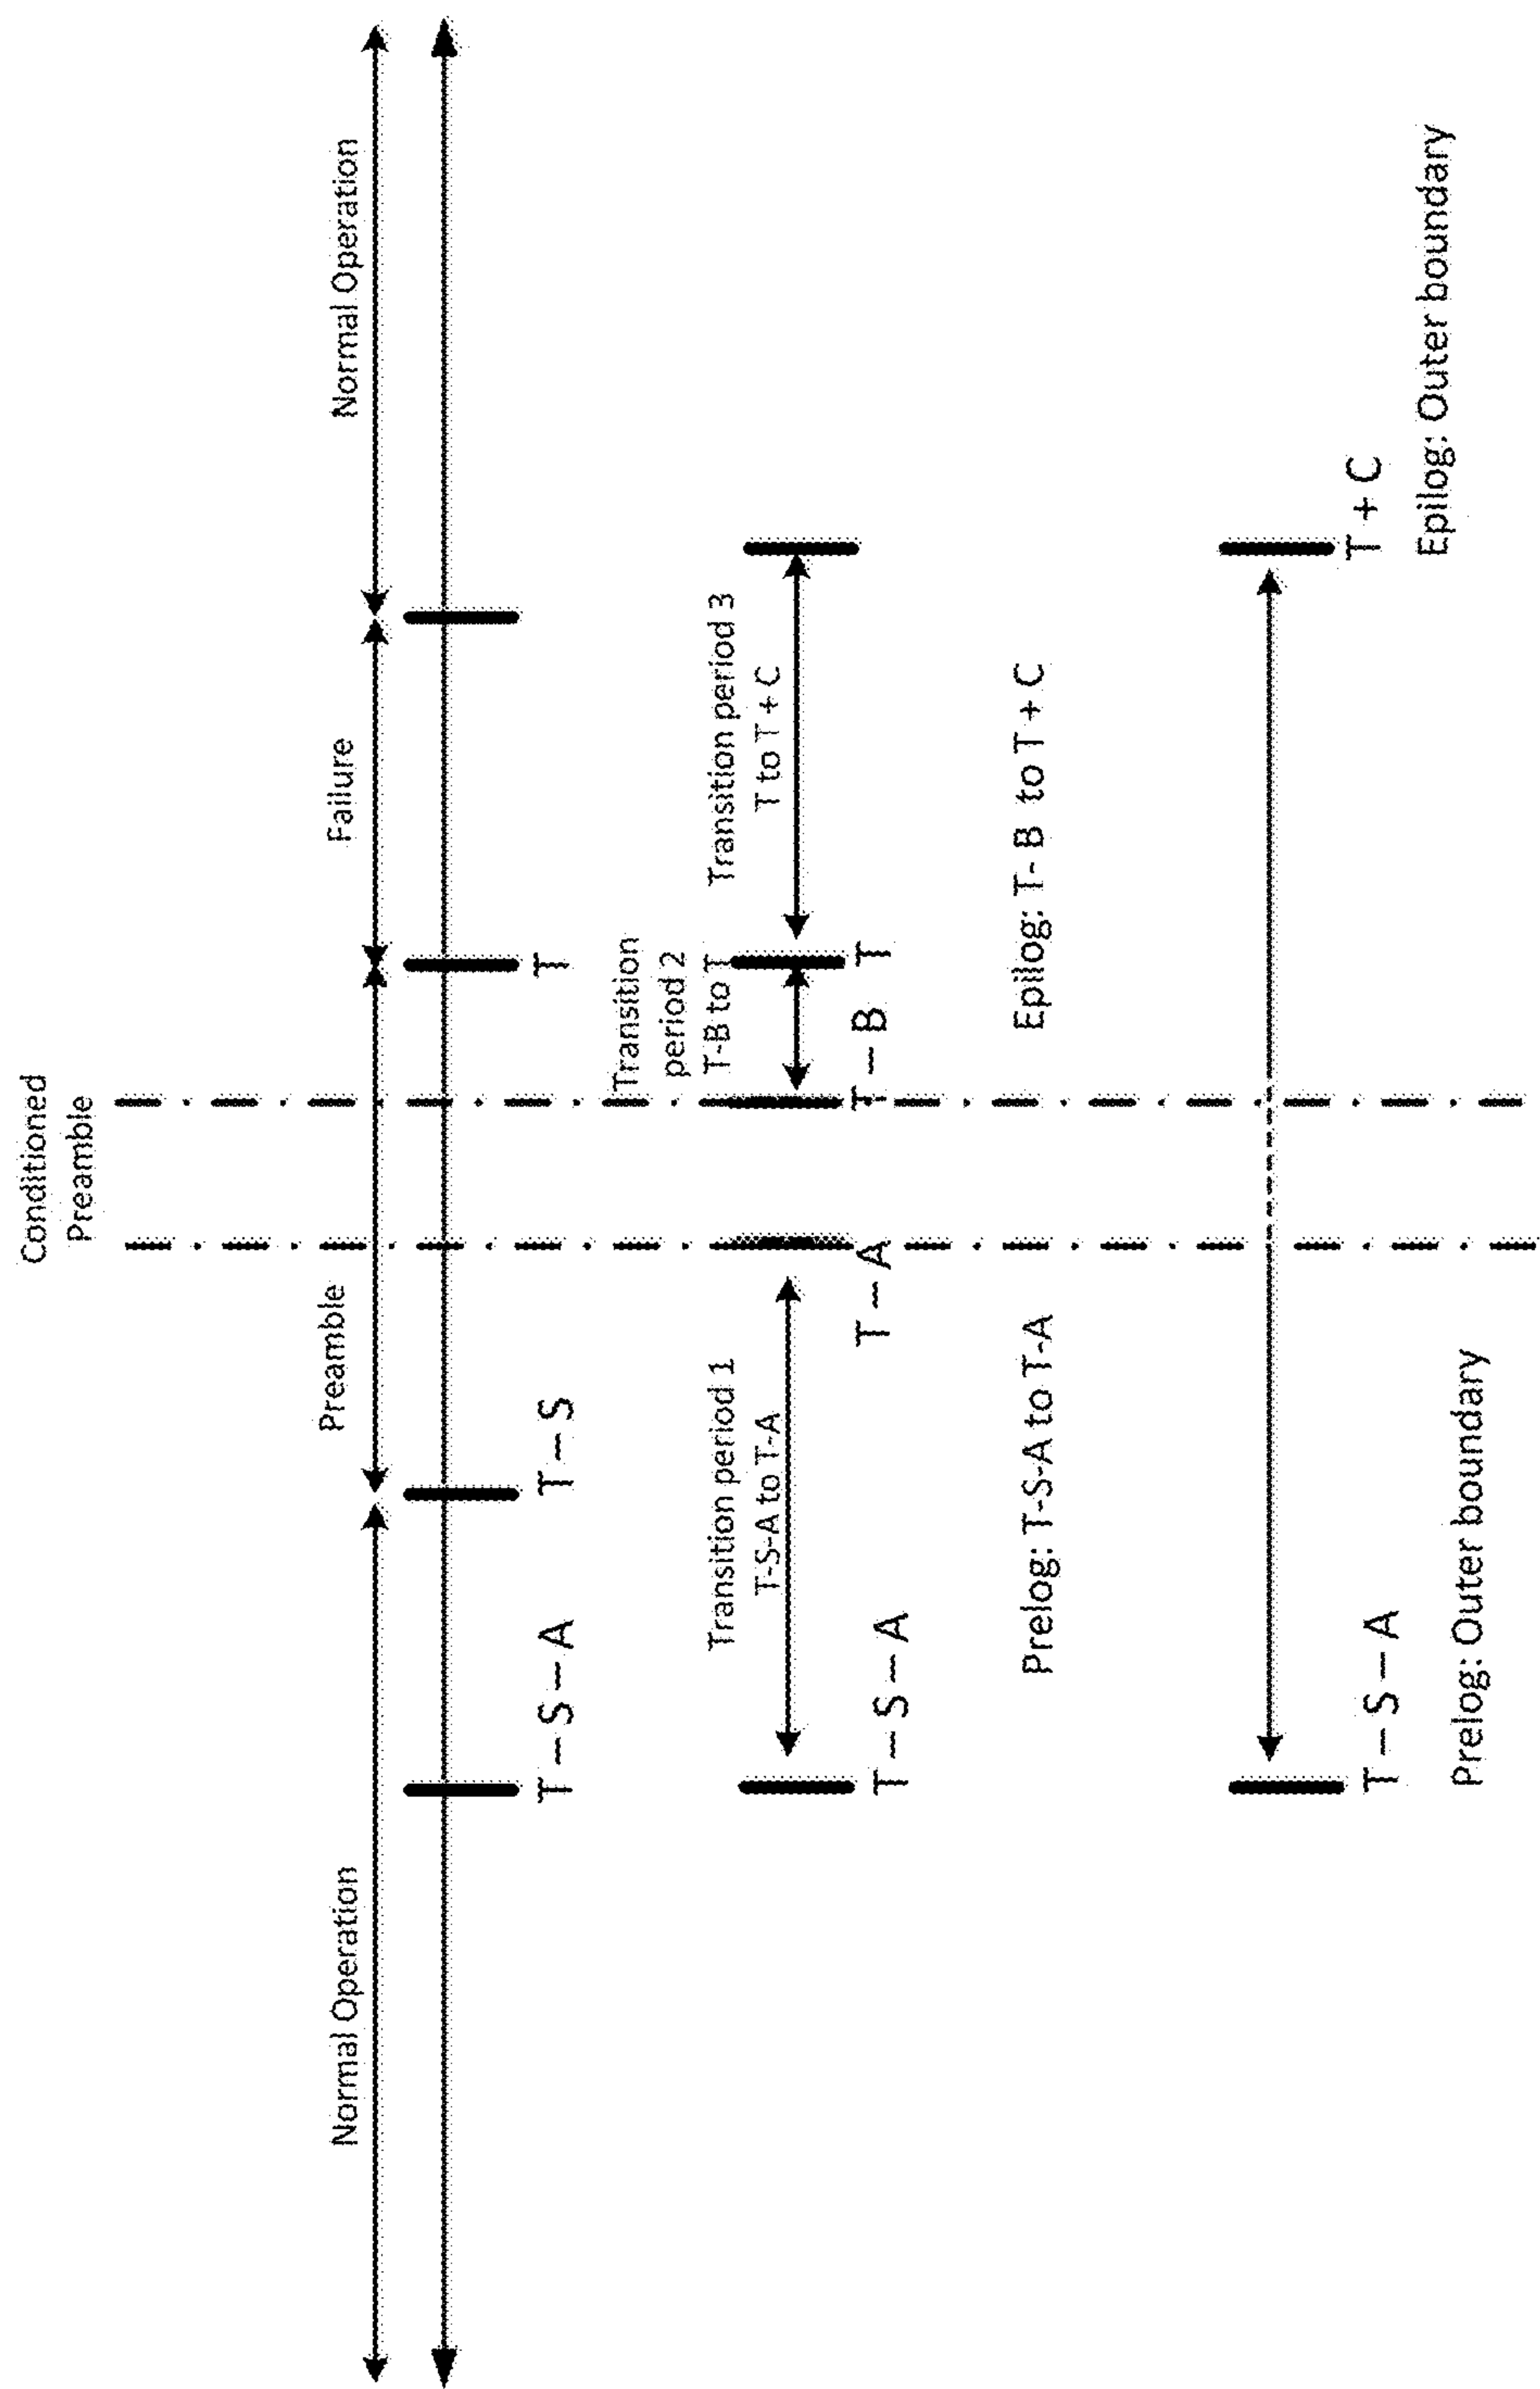 Conditioned
Preamble
Normal Operation
Preamble
Failure
Normal Operation
T – S – A
T – S
T
Transition period 1
T-S-A to T-A
Transition
period 2
T-B to T
Transition period 3
T to T + C
T – S – A
T – A
T – B
T
Prelog: T-S-A to T-A
Epilog: T- B to T + C
T – S – A
T + C
Prelog: Outer boundary
Epilog: Outer boundary